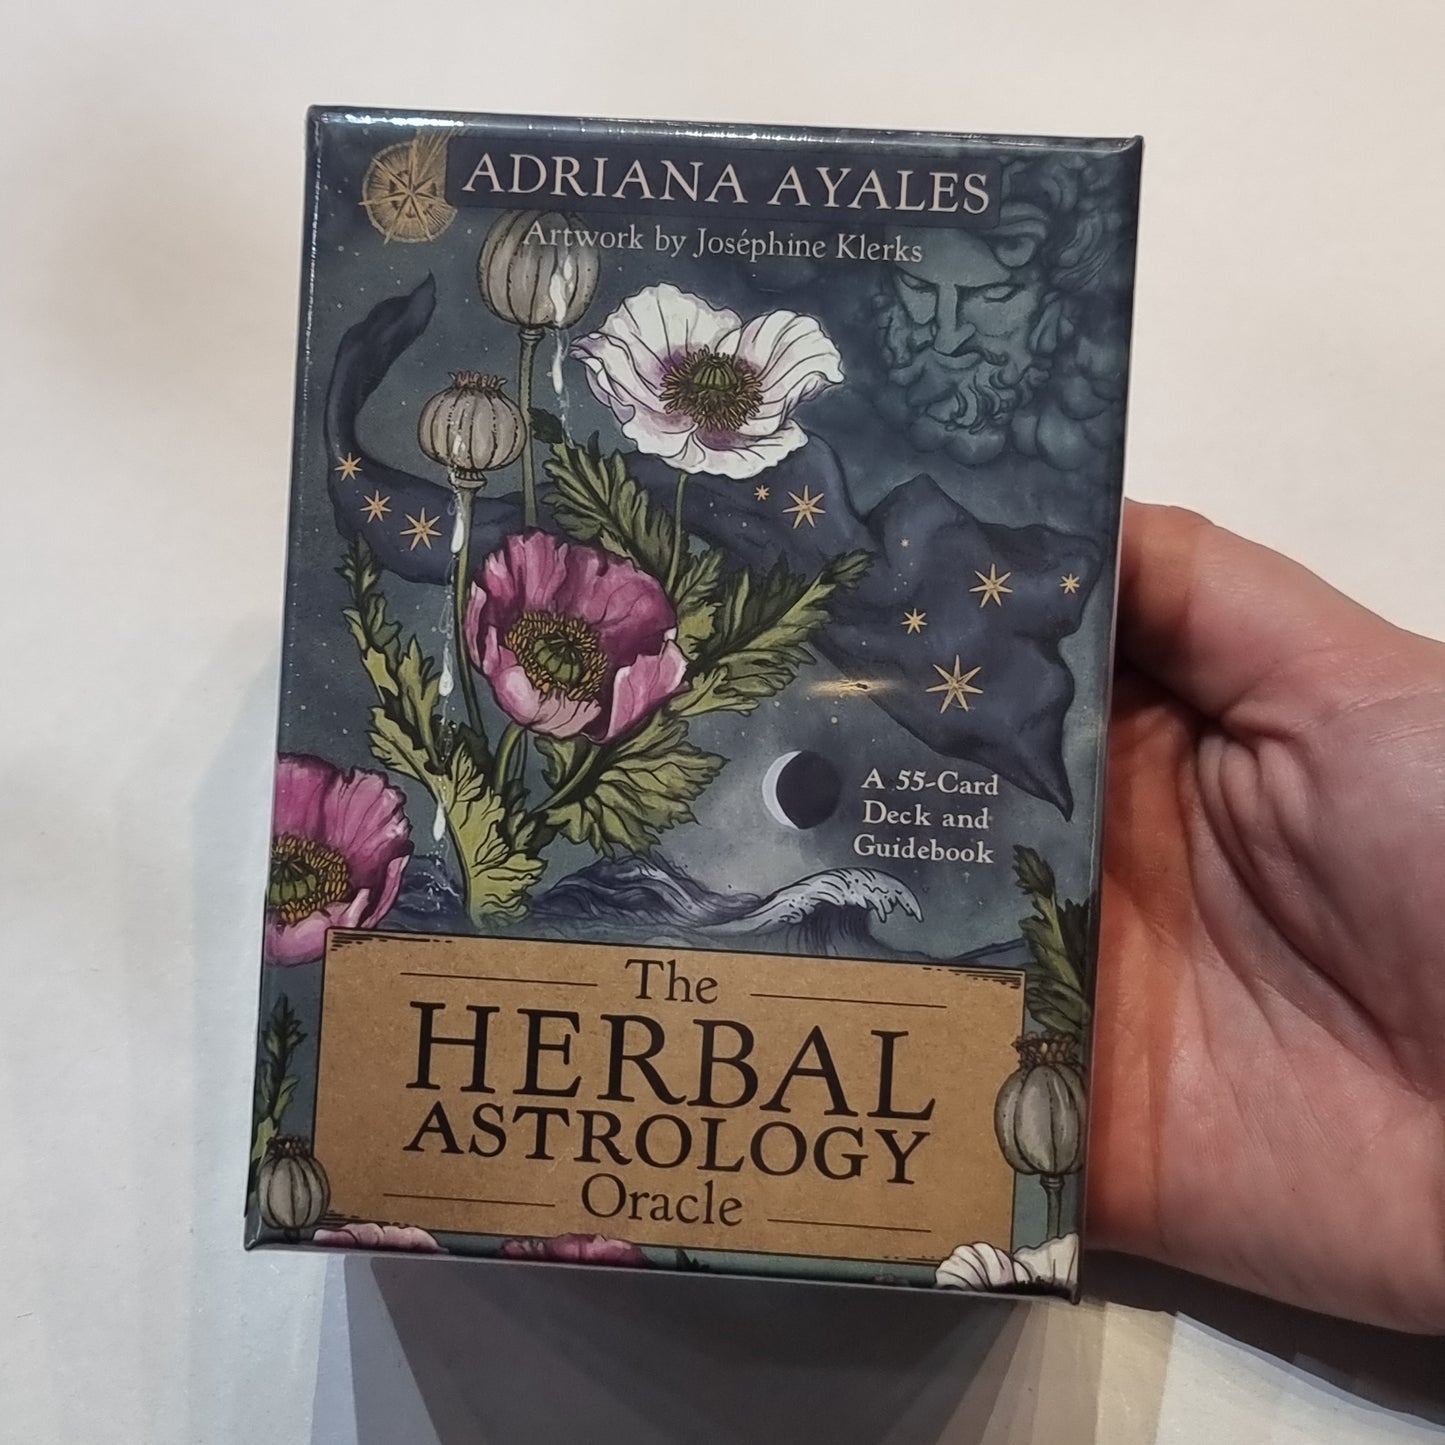 ADRIANA AYALES
Artwork by Joséphine Klerks
A 55-Card
Deck and
Guidebook
The
HERBAL
ASTROLOGY
Oracle